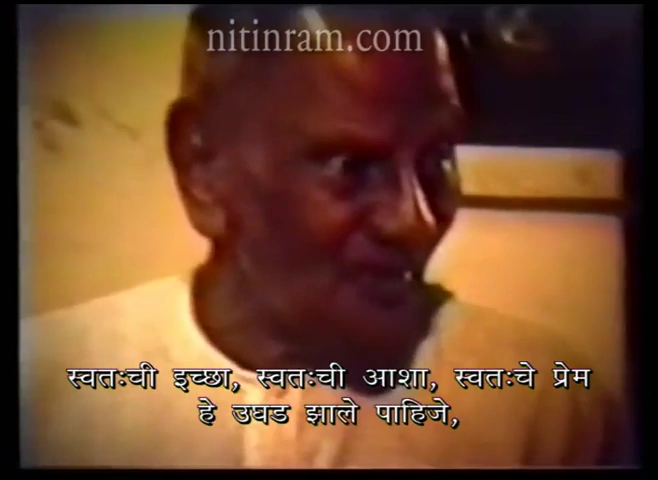 nitinram.com
स्वतःची इच्छा, स्वतःची आशा, स्वतःचे प्रेम
हे उघड झाले पाहिजे,